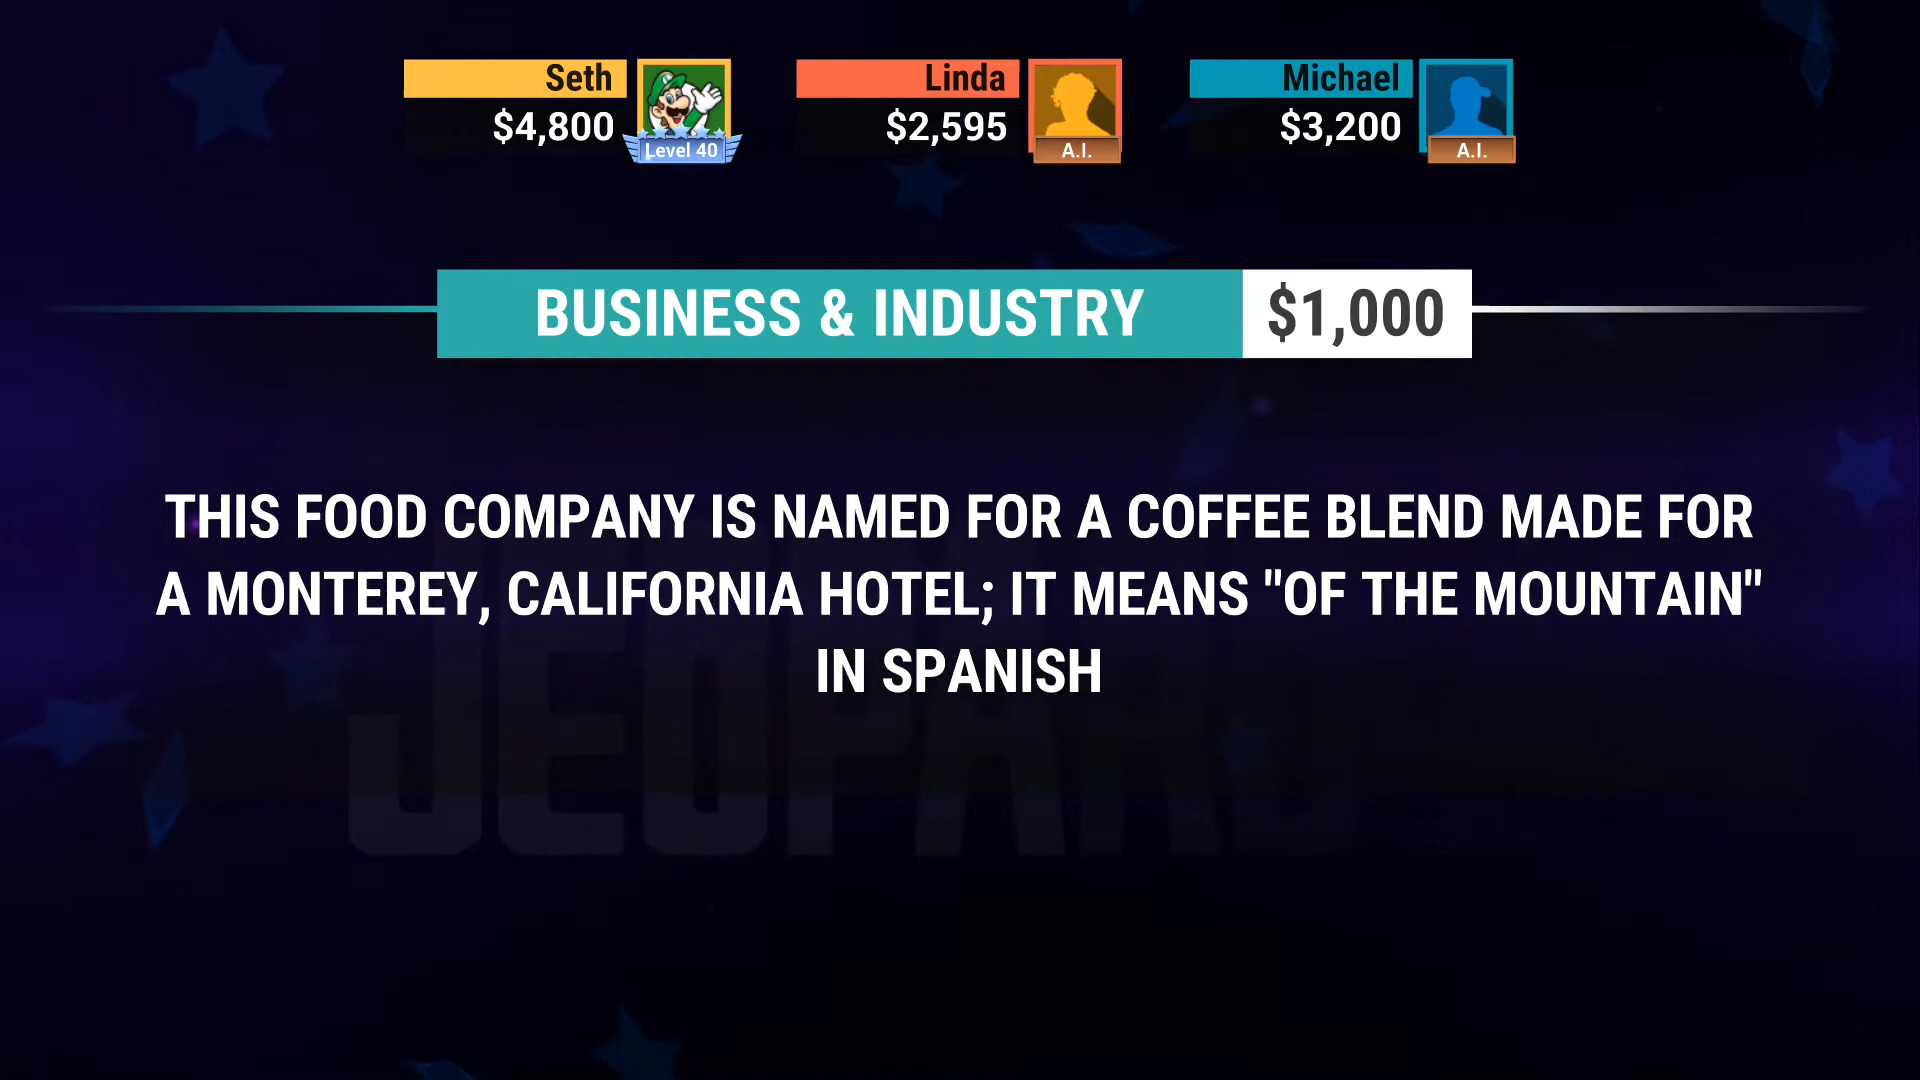 Seth
$4,800
Level 40
Linda
$2,595
A.I.
Michael
$3,200
A.I.
BUSINESS & INDUSTRY $1,000
THIS FOOD COMPANY IS NAMED FOR A COFFEE BLEND MADE FOR
A MONTEREY, CALIFORNIA HOTEL; IT MEANS "OF THE MOUNTAIN"
IN SPANISH
JEOPARD